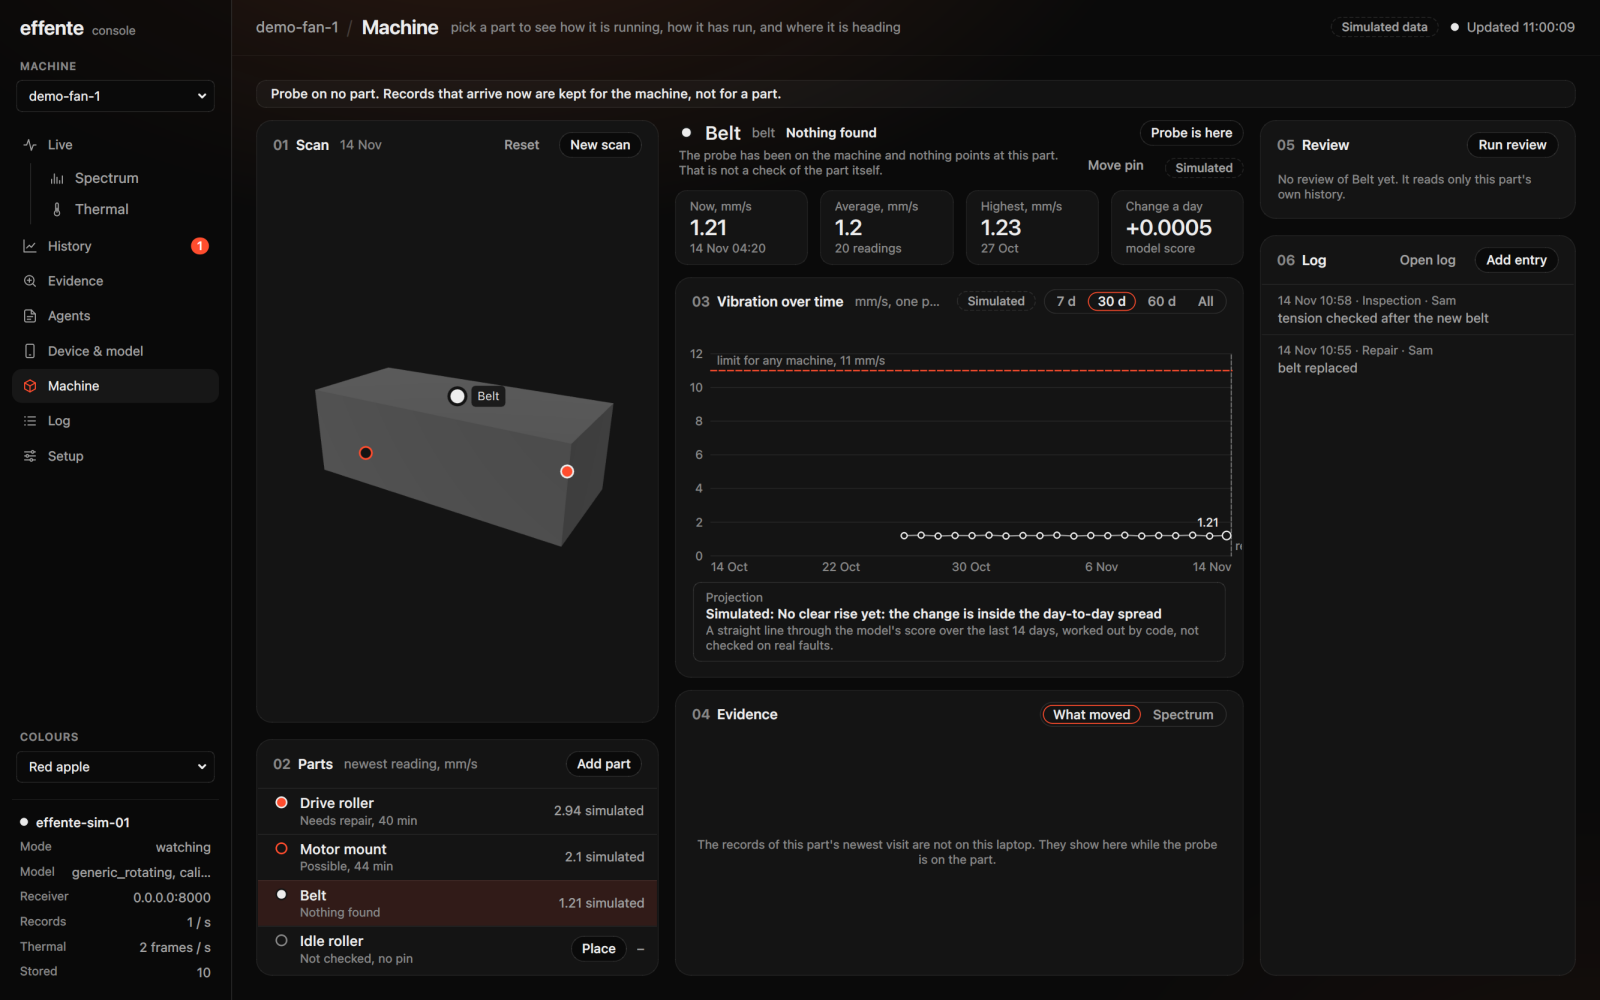 effente console
MACHINE
demo-fan-1
Live
Spectrum
Thermal
History 1
Evidence
Agents
Device & model
Machine
Log
Setup
COLOURS
Red apple
effente-sim-01
Mode watching
Model generic_rotating, cali...
Receiver 0.0.0.0:8000
Records 1 / s
Thermal 2 frames / s
Stored 10
demo-fan-1 / Machine pick a part to see how it is running, how it has run, and where it is heading
Simulated data Updated 11:00:09
Probe on no part. Records that arrive now are kept for the machine, not for a part.
01 Scan 14 Nov Reset New scan
Belt
02 Parts newest reading, mm/s Add part
Drive roller 2.94 simulated
Needs repair, 40 min
Motor mount 2.1 simulated
Possible, 44 min
Belt 1.21 simulated
Nothing found
Idle roller Place –
Not checked, no pin
Belt belt Nothing found Probe is here
The probe has been on the machine and nothing points at this part.
That is not a check of the part itself.
Move pin Simulated
Now, mm/s
1.21
14 Nov 04:20
Average, mm/s
1.2
20 readings
Highest, mm/s
1.23
27 Oct
Change a day
+0.0005
model score
03 Vibration over time mm/s, one p... Simulated 7 d 30 d 60 d All
12
limit for any machine, 11 mm/s
10
8
6
4
2
1.21
0
14 Oct 22 Oct 30 Oct 6 Nov 14 Nov
Projection
Simulated: No clear rise yet: the change is inside the day-to-day spread
A straight line through the model's score over the last 14 days, worked out by code, not
checked on real faults.
04 Evidence What moved Spectrum
The records of this part's newest visit are not on this laptop. They show here while the probe
is on the part.
05 Review Run review
No review of Belt yet. It reads only this part's
own history.
06 Log Open log Add entry
14 Nov 10:58 · Inspection · Sam
tension checked after the new belt
14 Nov 10:55 · Repair · Sam
belt replaced